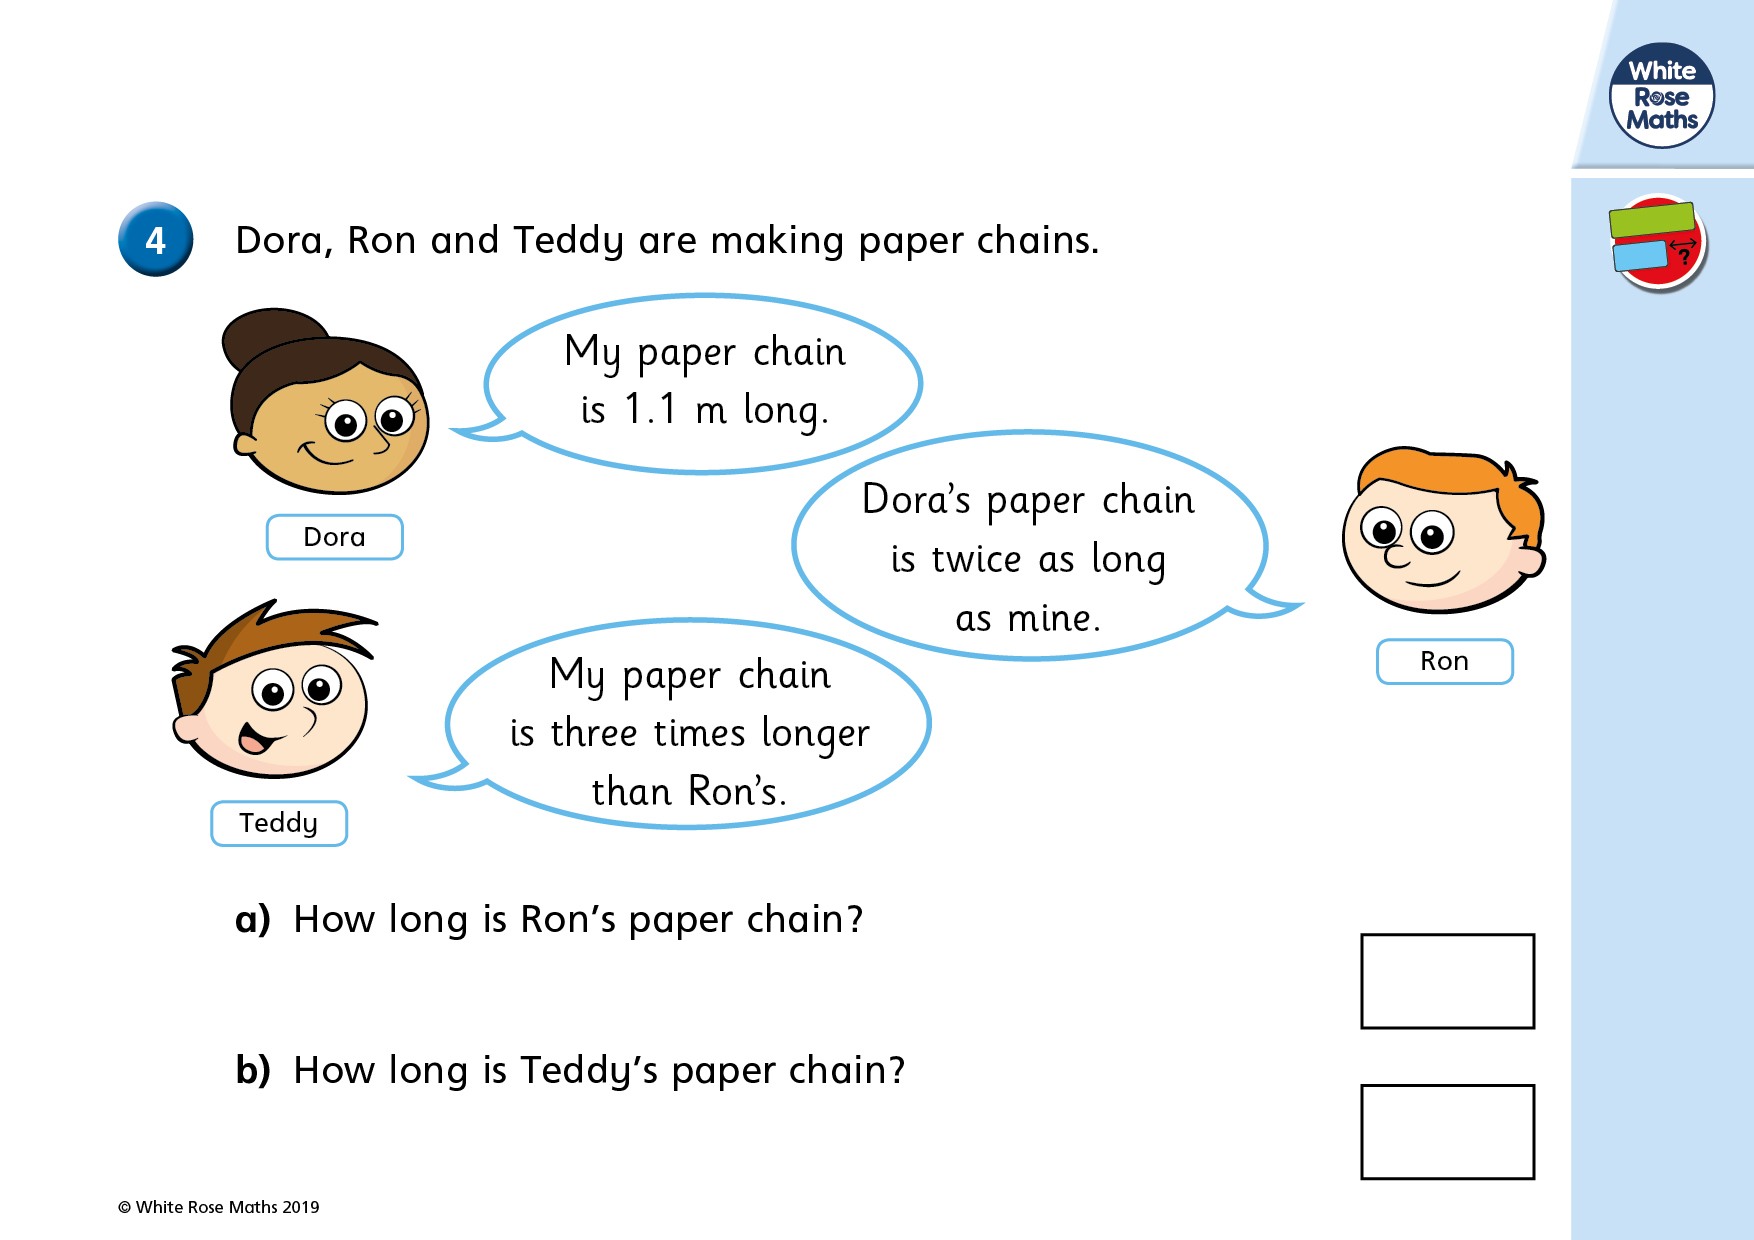 White
Rose
Maths
4 Dora, Ron and Teddy are making paper chains.
My paper chain
is 1.1 m long.
Dora
Dora’s paper chain
is twice as long
as mine.
Ron
My paper chain
is three times longer
than Ron’s.
Teddy
?
a) How long is Ron’s paper chain?
b) How long is Teddy’s paper chain?
© White Rose Maths 2019